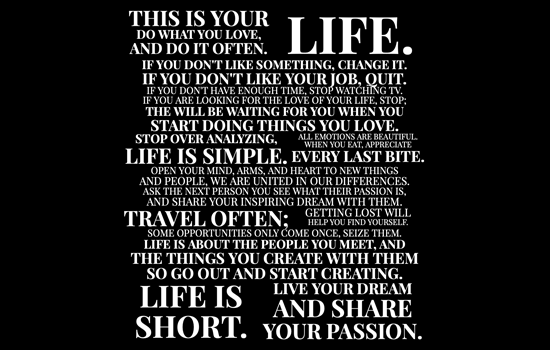 THIS IS YOUR LIFE.
DO WHAT YOU LOVE,
AND DO IT OFTEN.
IF YOU DON'T LIKE SOMETHING, CHANGE IT.
IF YOU DON'T LIKE YOUR JOB, QUIT.
IF YOU DON'T HAVE ENOUGH TIME, STOP WATCHING TV.
IF YOU ARE LOOKING FOR THE LOVE OF YOUR LIFE, STOP;
THE WILL BE WAITING FOR YOU WHEN YOU
START DOING THINGS YOU LOVE.
STOP OVER ANALYZING,
LIFE IS SIMPLE.
ALL EMOTIONS ARE BEAUTIFUL.
WHEN YOU EAT, APPRECIATE
EVERY LAST BITE.
OPEN YOUR MIND, ARMS, AND HEART TO NEW THINGS
AND PEOPLE, WE ARE UNITED IN OUR DIFFERENCES.
ASK THE NEXT PERSON YOU SEE WHAT THEIR PASSION IS,
AND SHARE YOUR INSPIRING DREAM WITH THEM.
TRAVEL OFTEN;
GETTING LOST WILL
HELP YOU FIND YOURSELF.
SOME OPPORTUNITIES ONLY COME ONCE, SEIZE THEM.
LIFE IS ABOUT THE PEOPLE YOU MEET, AND
THE THINGS YOU CREATE WITH THEM
SO GO OUT AND START CREATING.
LIFE IS
SHORT.
LIVE YOUR DREAM
AND SHARE
YOUR PASSION.